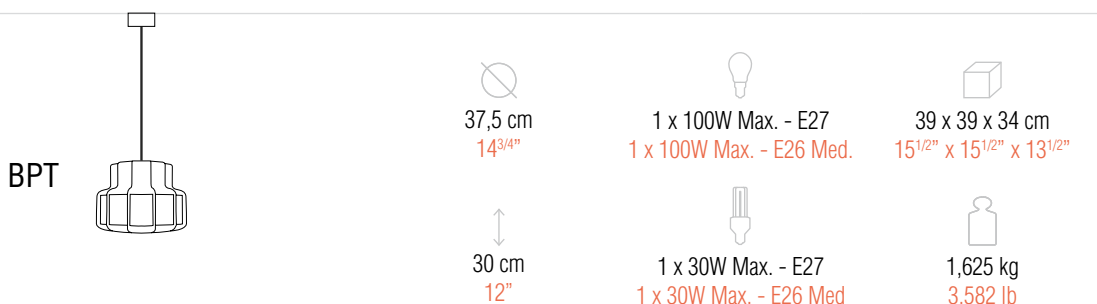 BPT
37,5 cm
14 3/4”
1 x 100W Max. - E27
1 x 100W Max. - E26 Med.
39 x 39 x 34 cm
15 1/2” x 15 1/2” x 13 1/2”
30 cm
12”
1 x 30W Max. - E27
1 x 30W Max. - E26 Med
1,625 kg
3,582 lb